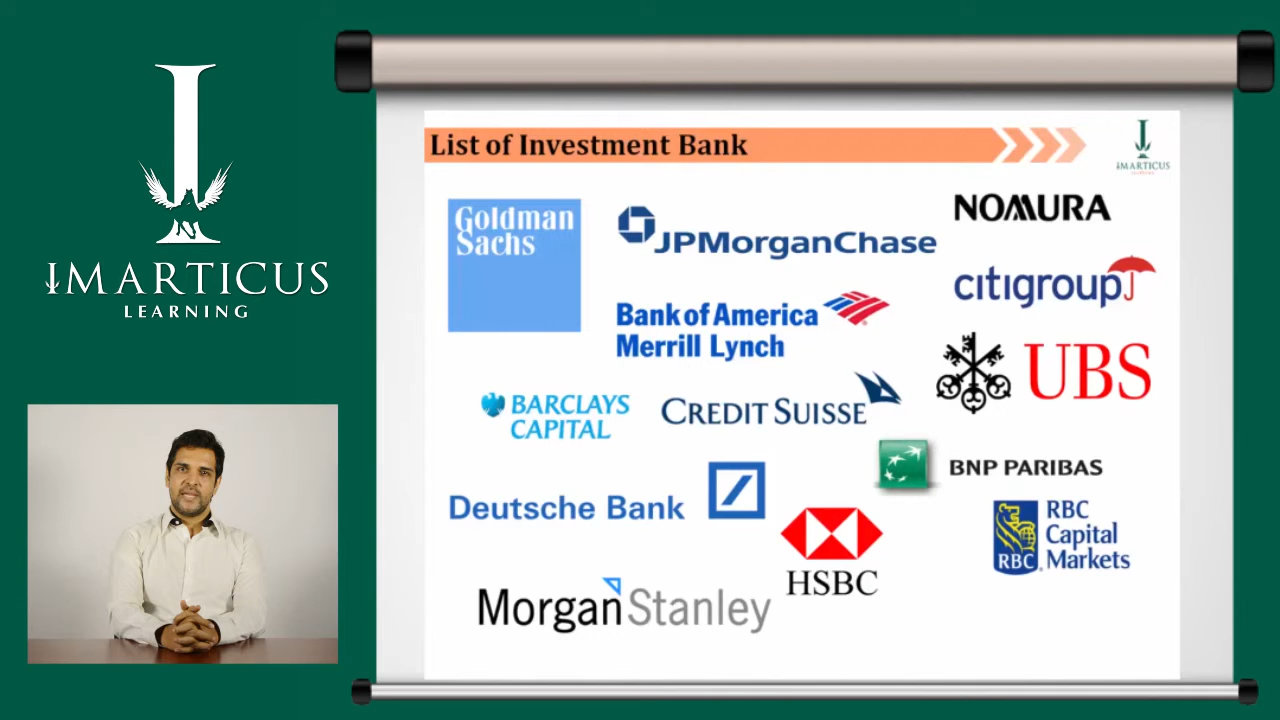 IMARTICUS
LEARNING
List of Investment Bank
IMARTICUS
Goldman
Sachs
JPMorganChase
NOMURA
citigroup
Bank of America
Merrill Lynch
UBS
BARCLAYS
CAPITAL
CREDIT SUISSE
BNP PARIBAS
Deutsche Bank
HSBC
RBC
RBC
Capital
Markets
MorganStanley